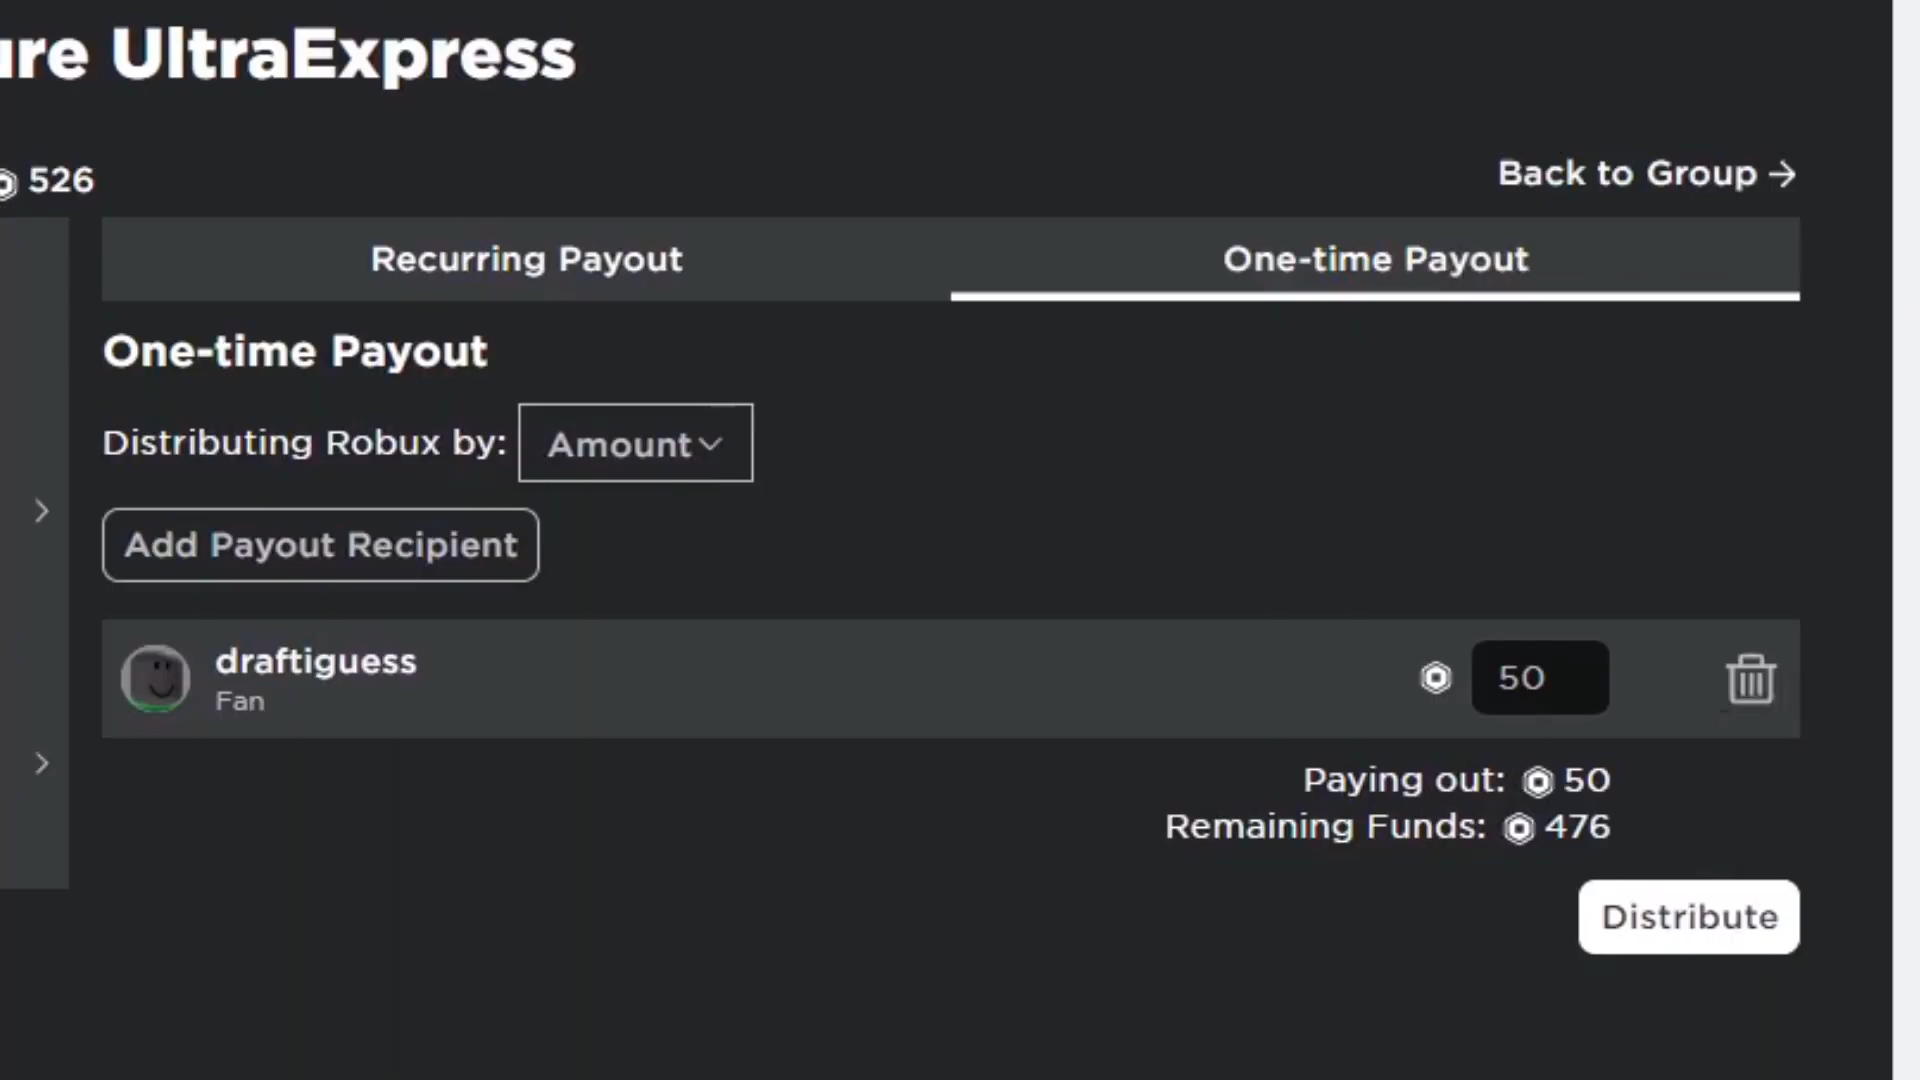 UltraExpress
526
Back to Group
Recurring Payout
One-time Payout
One-time Payout
Distributing Robux by: Amount
Add Payout Recipient
draftiguess
Fan
50
Paying out: 50
Remaining Funds: 476
Distribute